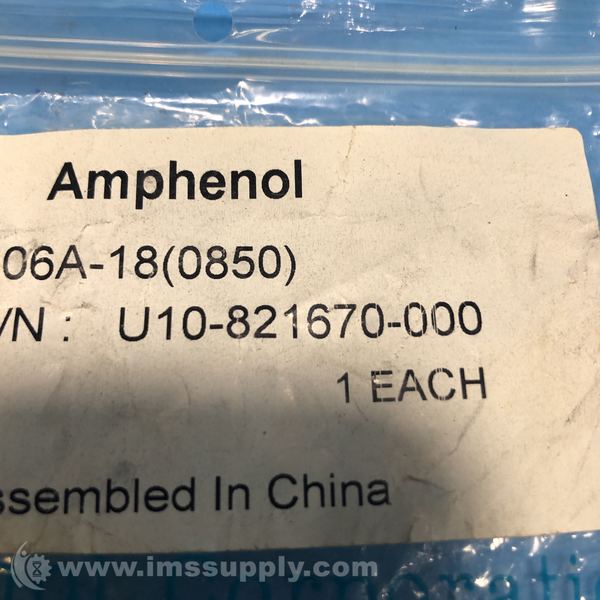 Amphenol
06A-18(0850)
/N : U10-821670-000
1 EACH
ssembled In China
www.imssupply.com